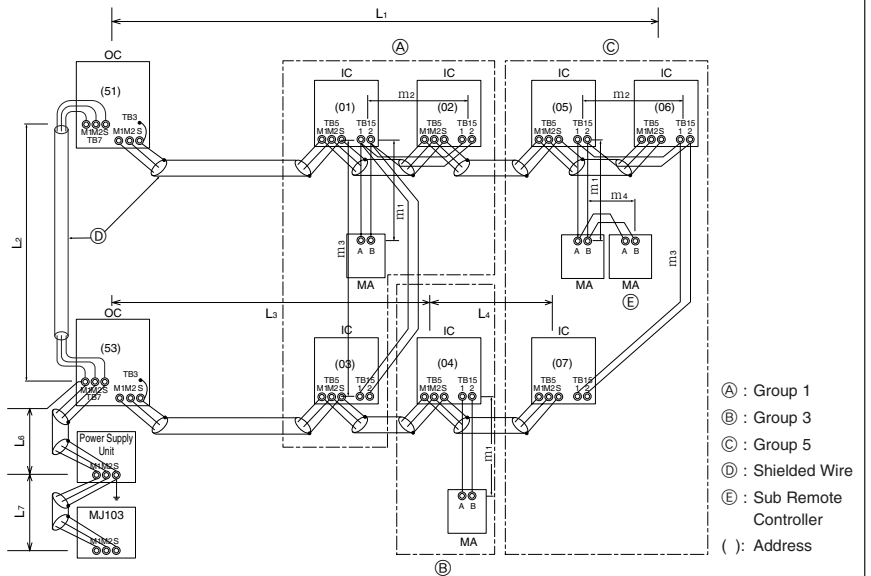 L1
Ⓐ
Ⓒ
OC
IC
IC
IC
IC
(51)
(01)
(02)
(05)
(06)
m2
m2
TB3
TB5
TB15
TB5
TB15
TB5
TB15
TB5
TB15
M1M2S
TB7
M1M2S
M1M2S
1
2
M1M2S
1
2
M1M2S
1
2
M1M2S
1
2
L2
Ⓓ
m3
m1
m1
m4
m3
A
B
A
B
A
B
MA
MA
MA
Ⓔ
L3
L4
OC
IC
IC
IC
(53)
(03)
(04)
(07)
TB3
TB5
TB15
TB5
TB15
TB5
TB15
M1M2S
TB7
M1M2S
M1M2S
1
2
M1M2S
1
2
M1M2S
1
2
L6
Power Supply
Unit
M1M2S
m1
L7
MJ103
M1M2S
A
B
MA
Ⓑ
Ⓐ : Group 1
Ⓑ : Group 3
Ⓒ : Group 5
Ⓓ : Shielded Wire
Ⓔ : Sub Remote
Controller
( ): Address